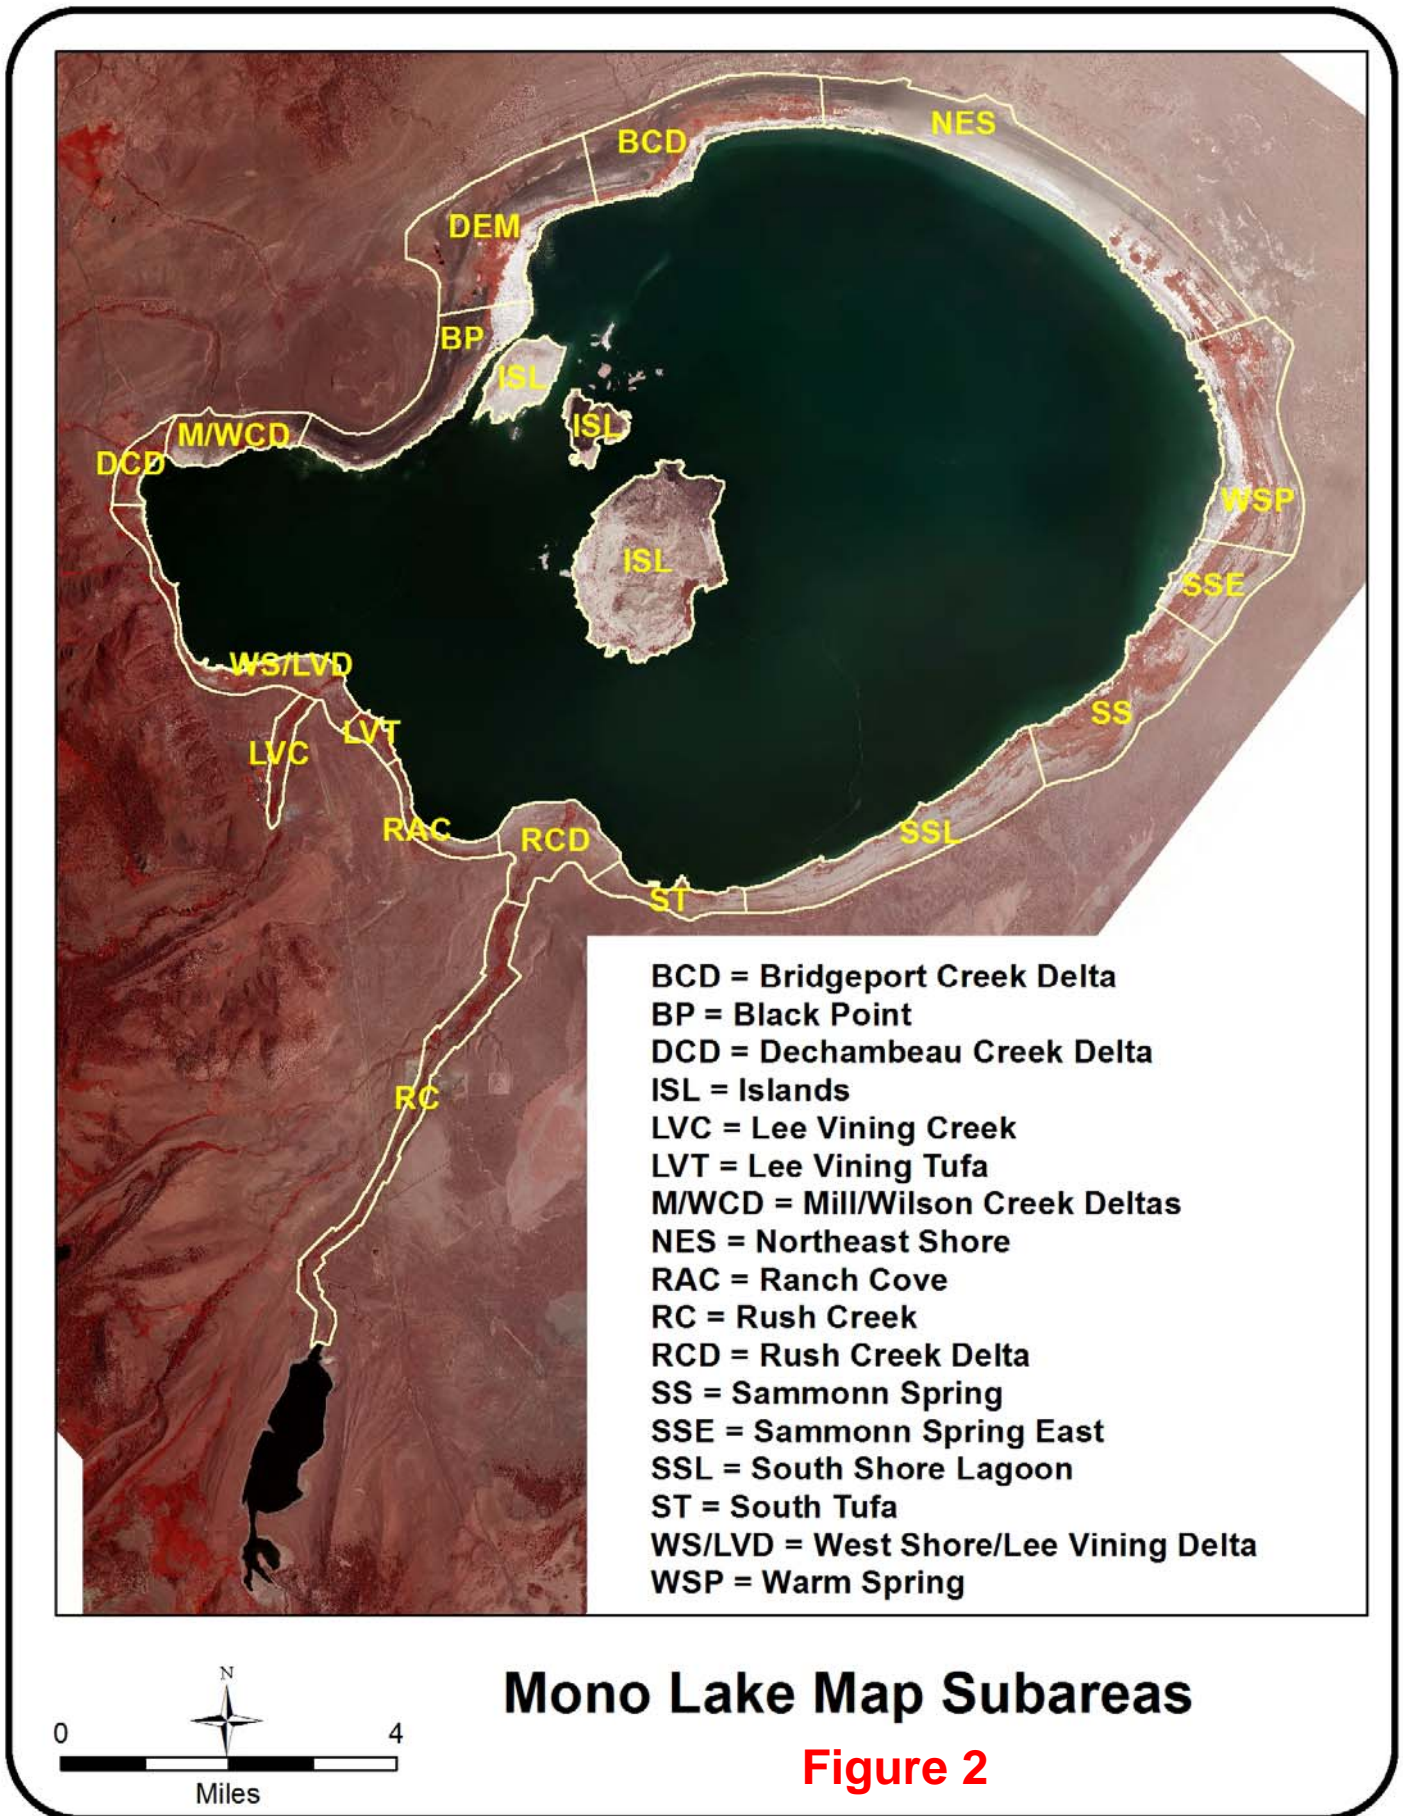 NES
BCD
DEM
BP
ISL
ISL
M/WCD
DCD
WSP
ISL
SSE
WS/LVD
SS
LVT
LVC
RAC
SSL
RCD
ST
RC
BCD = Bridgeport Creek Delta
BP = Black Point
DCD = Dechambeau Creek Delta
ISL = Islands
LVC = Lee Vining Creek
LVT = Lee Vining Tufa
M/WCD = Mill/Wilson Creek Deltas
NES = Northeast Shore
RAC = Ranch Cove
RC = Rush Creek
RCD = Rush Creek Delta
SS = Sammonn Spring
SSE = Sammonn Spring East
SSL = South Shore Lagoon
ST = South Tufa
WS/LVD = West Shore/Lee Vining Delta
WSP = Warm Spring
N
0 4
Miles
Mono Lake Map Subareas
Figure 2